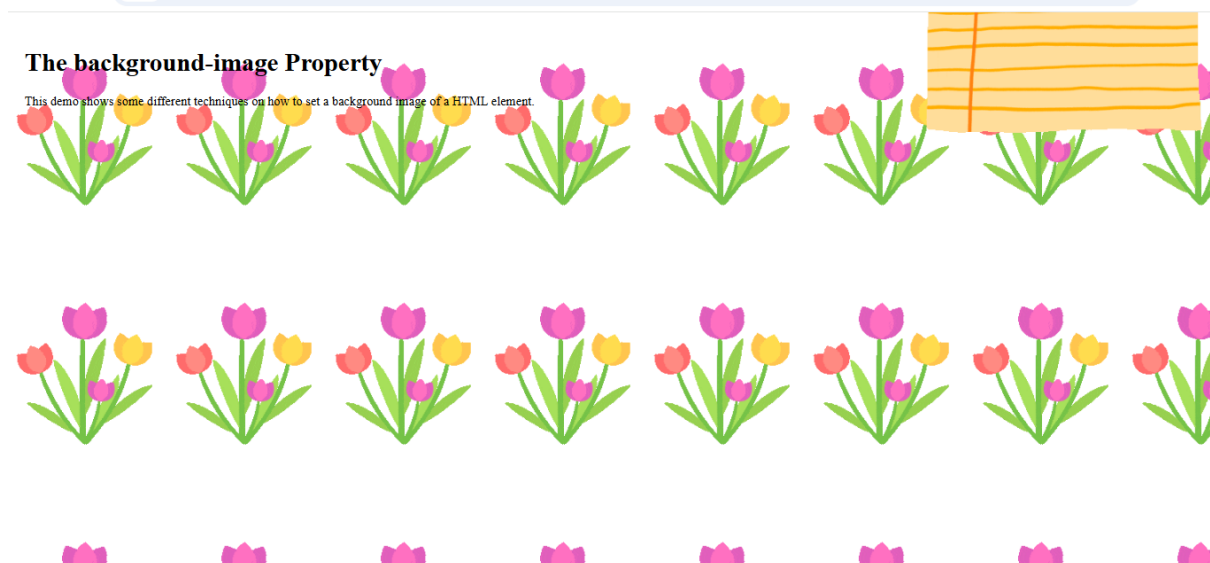 The background-image Property
This demo shows some different techniques on how to set a background image of a HTML element.